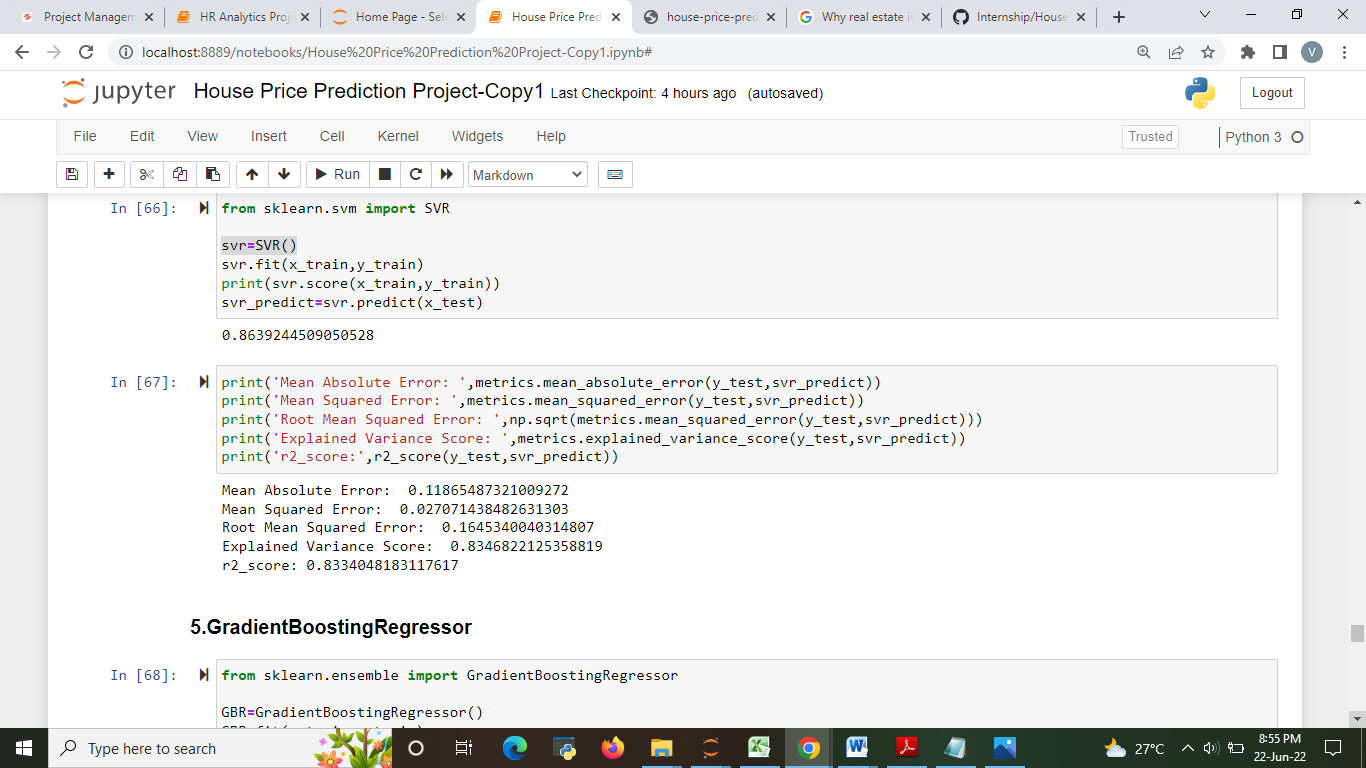 Project Managem
HR Analytics Proj
Home Page - Sele
House Price Pred
house-price-pred
Why real estate is
Internship/House
localhost:8889/notebooks/House%20Price%20Prediction%20Project-Copy1.ipynb#
V
jupyter House Price Prediction Project-Copy1 Last Checkpoint: 4 hours ago (autosaved)
Logout
File Edit View Insert Cell Kernel Widgets Help
Trusted
Python 3
Run
Markdown
In [66]:
from sklearn.svm import SVR
svr=SVR()
svr.fit(x_train,y_train)
print(svr.score(x_train,y_train))
svr_predict=svr.predict(x_test)
0.8639244509050528
In [67]:
print('Mean Absolute Error: ',metrics.mean_absolute_error(y_test,svr_predict))
print('Mean Squared Error: ',metrics.mean_squared_error(y_test,svr_predict))
print('Root Mean Squared Error: ',np.sqrt(metrics.mean_squared_error(y_test,svr_predict)))
print('Explained Variance Score: ',metrics.explained_variance_score(y_test,svr_predict))
print('r2_score:',r2_score(y_test,svr_predict))
Mean Absolute Error:  0.11865487321009272
Mean Squared Error:  0.027071438482631303
Root Mean Squared Error:  0.1645340040314807
Explained Variance Score:  0.8346822125358819
r2_score: 0.8334048183117617
5.GradientBoostingRegressor
In [68]:
from sklearn.ensemble import GradientBoostingRegressor
GBR=GradientBoostingRegressor()
Type here to search
27°C
8:55 PM
22-Jun-22